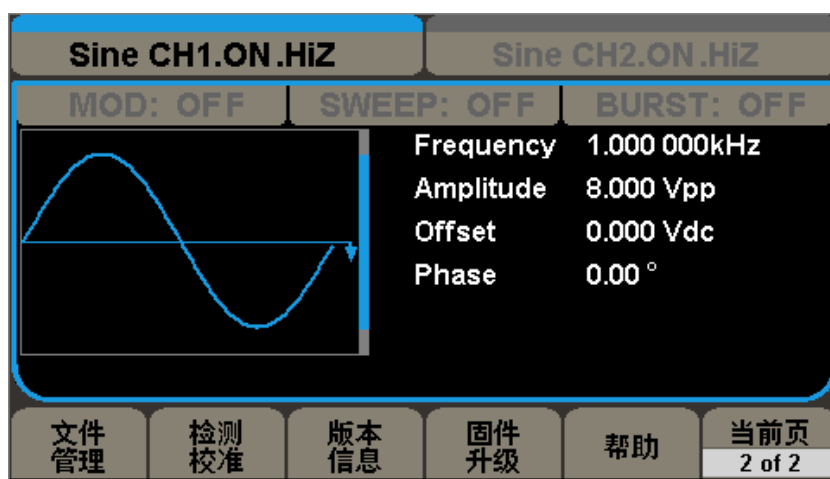 Sine CH1.ON.HiZ
Sine CH2.ON.HiZ
MOD: OFF
SWEEP: OFF
BURST: OFF
Frequency 1.000 000kHz
Amplitude 8.000 Vpp
Offset 0.000 Vdc
Phase 0.00 °
文件
管理
检测
校准
版本
信息
固件
升级
帮助
当前页
2 of 2